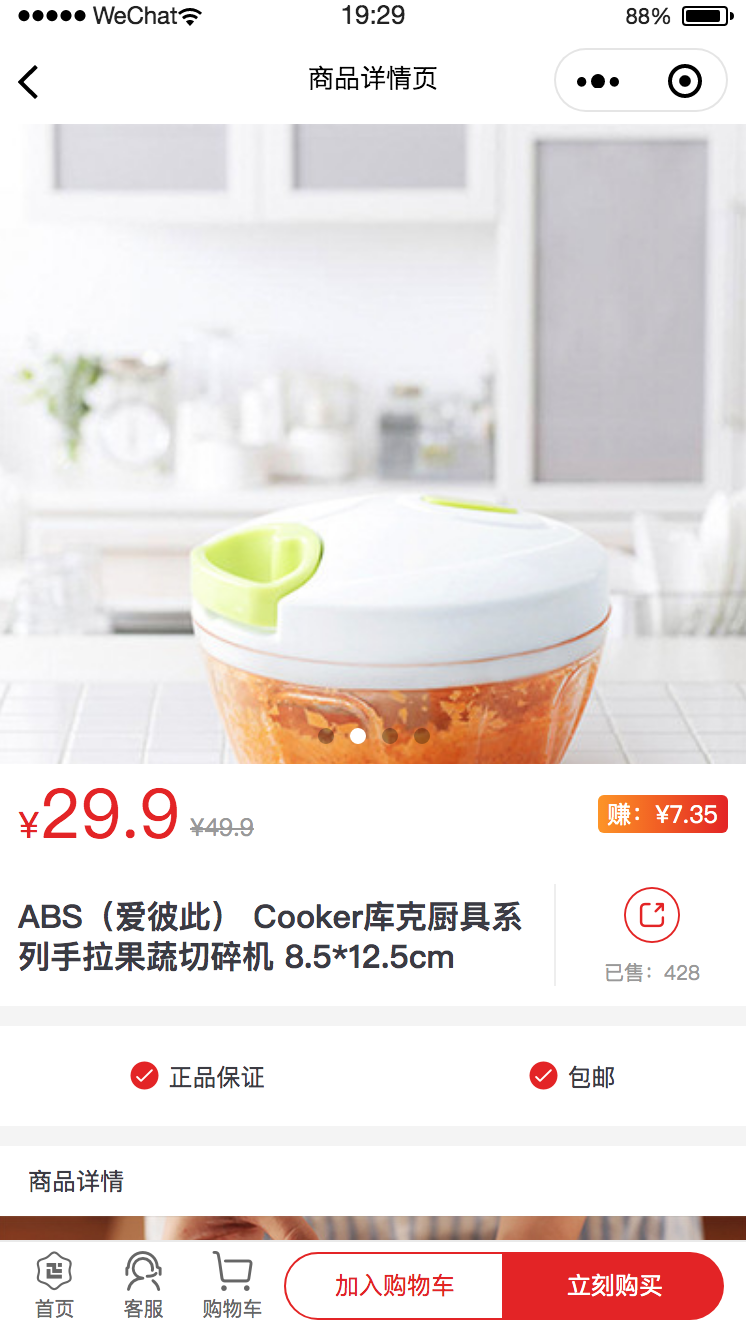 WeChat 19:29 88%
商品详情页
¥29.9 ¥49.9 赚：¥7.35
ABS（爱彼此） Cooker库克厨具系
列手拉果蔬切碎机 8.5*12.5cm
已售：428
正品保证 包邮
商品详情
首页 客服 购物车 加入购物车 立刻购买